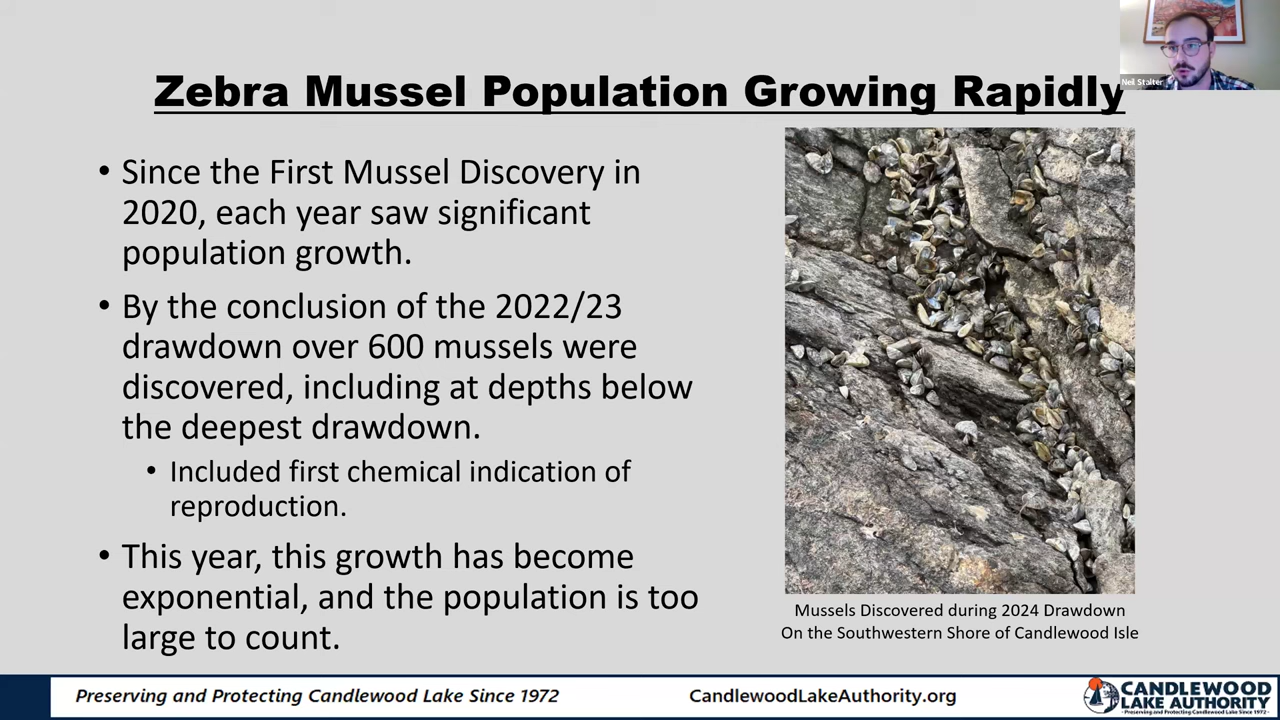 Zebra Mussel Population Growing Rapidly
Neil Stalter
• Since the First Mussel Discovery in
2020, each year saw significant
population growth.
• By the conclusion of the 2022/23
drawdown over 600 mussels were
discovered, including at depths below
the deepest drawdown.
• Included first chemical indication of
reproduction.
• This year, this growth has become
exponential, and the population is too
large to count.
Mussels Discovered during 2024 Drawdown
On the Southwestern Shore of Candlewood Isle
Preserving and Protecting Candlewood Lake Since 1972
CandlewoodLakeAuthority.org
CANDLEWOOD
LAKE AUTHORITY
Preserving and Protecting Candlewood Lake Since 1972